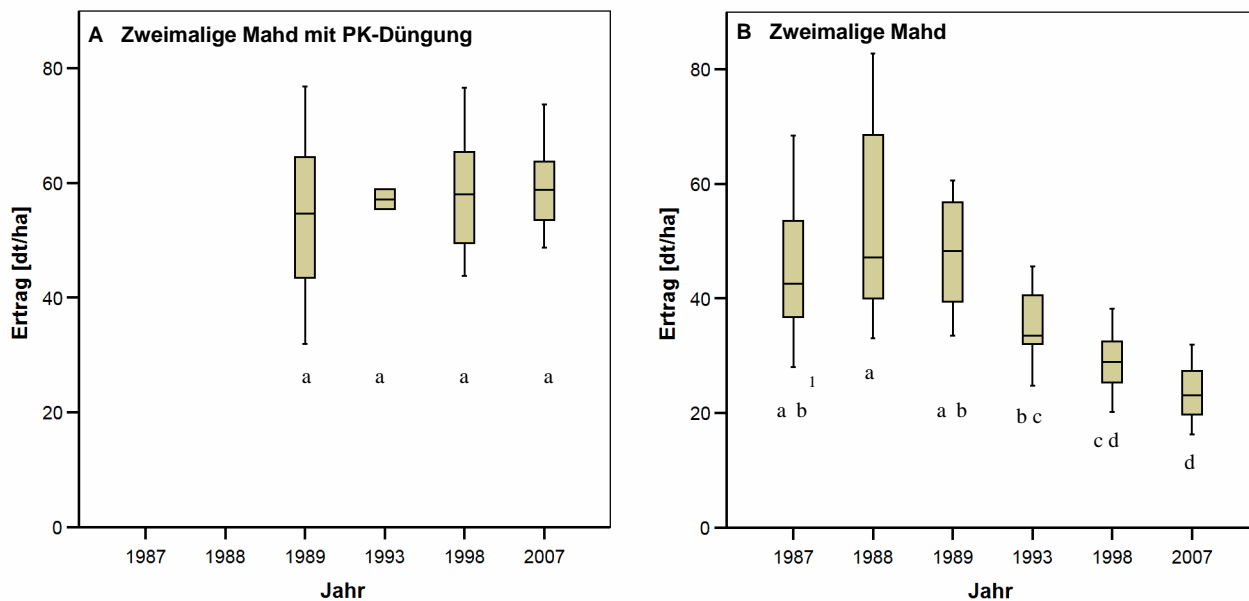 A Zweimalige Mahd mit PK-Düngung
Ertrag [dt/ha]
80
60
40
20
0
a a a a
1987 1988 1989 1993 1998 2007
Jahr
B Zweimalige Mahd
Ertrag [dt/ha]
80
60
40
20
0
a b 1
a
a b
b c
c d
d
1987 1988 1989 1993 1998 2007
Jahr